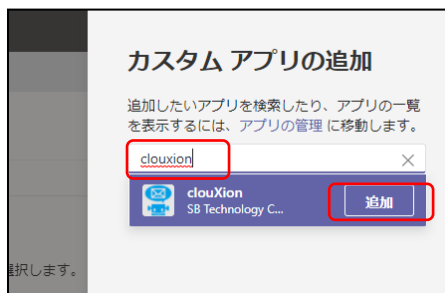 カスタム アプリの追加
追加したいアプリを検索したり、アプリの一覧
を表示するには、アプリの管理 に移動します。
clouxion
clouXion
SB Technology C...
追加
選択します。